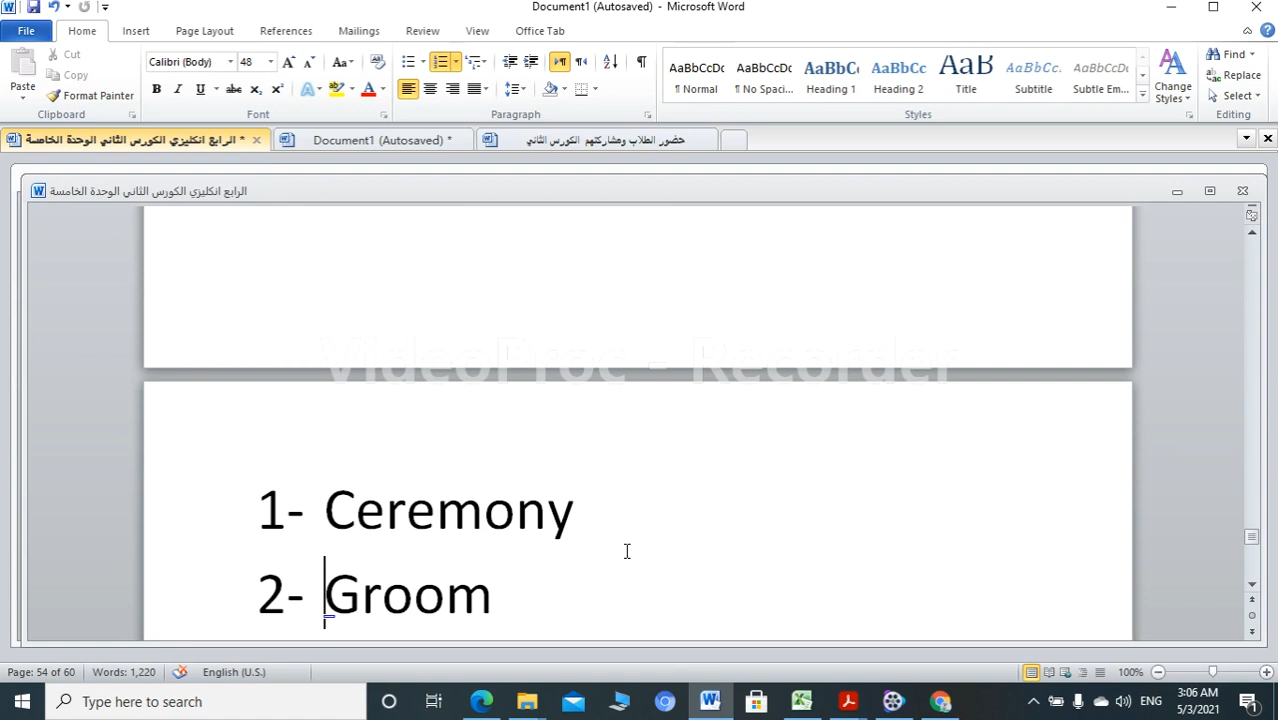 Document1 (Autosaved) - Microsoft Word
File Home Insert Page Layout References Mailings Review View Office Tab
Paste
Cut
Copy
Format Painter
Clipboard
Calibri (Body) 48
Font
Paragraph
AaBbCcDc AaBbCcDc AaBbCc AaBbCc AaB AaBbCc. AaBbCcDc
¶ Normal ¶ No Spaci... Heading 1 Heading 2 Title Subtitle Subtle Em...
Styles
Change Styles
Find
Replace
Select
Editing
الرابع انكليزي الكورس الثاني الوحدة الخاصسة *
Document1 (Autosaved) *
حضور الطلاب ومشاركتهم الكورس الثاني
الرابع انكليزي الكورس الثاني الوحدة الخامسة
VideoProc - Recorder
1- Ceremony
2- Groom
Page: 54 of 60 Words: 1,220 English (U.S.) 100%
Type here to search
ENG
3:06 AM
5/3/2021
1